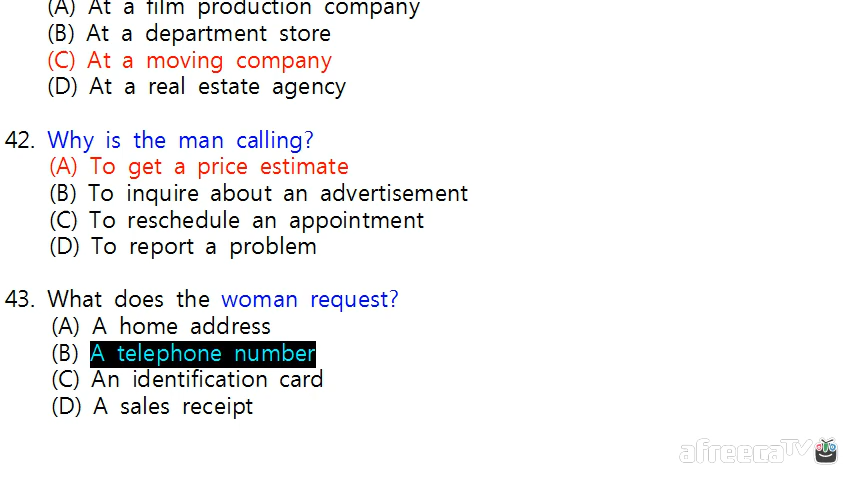 (A) At a film production company
(B) At a department store
(C) At a moving company
(D) At a real estate agency
42. Why is the man calling?
(A) To get a price estimate
(B) To inquire about an advertisement
(C) To reschedule an appointment
(D) To report a problem
43. What does the woman request?
(A) A home address
(B) A telephone number
(C) An identification card
(D) A sales receipt
afreecaTV